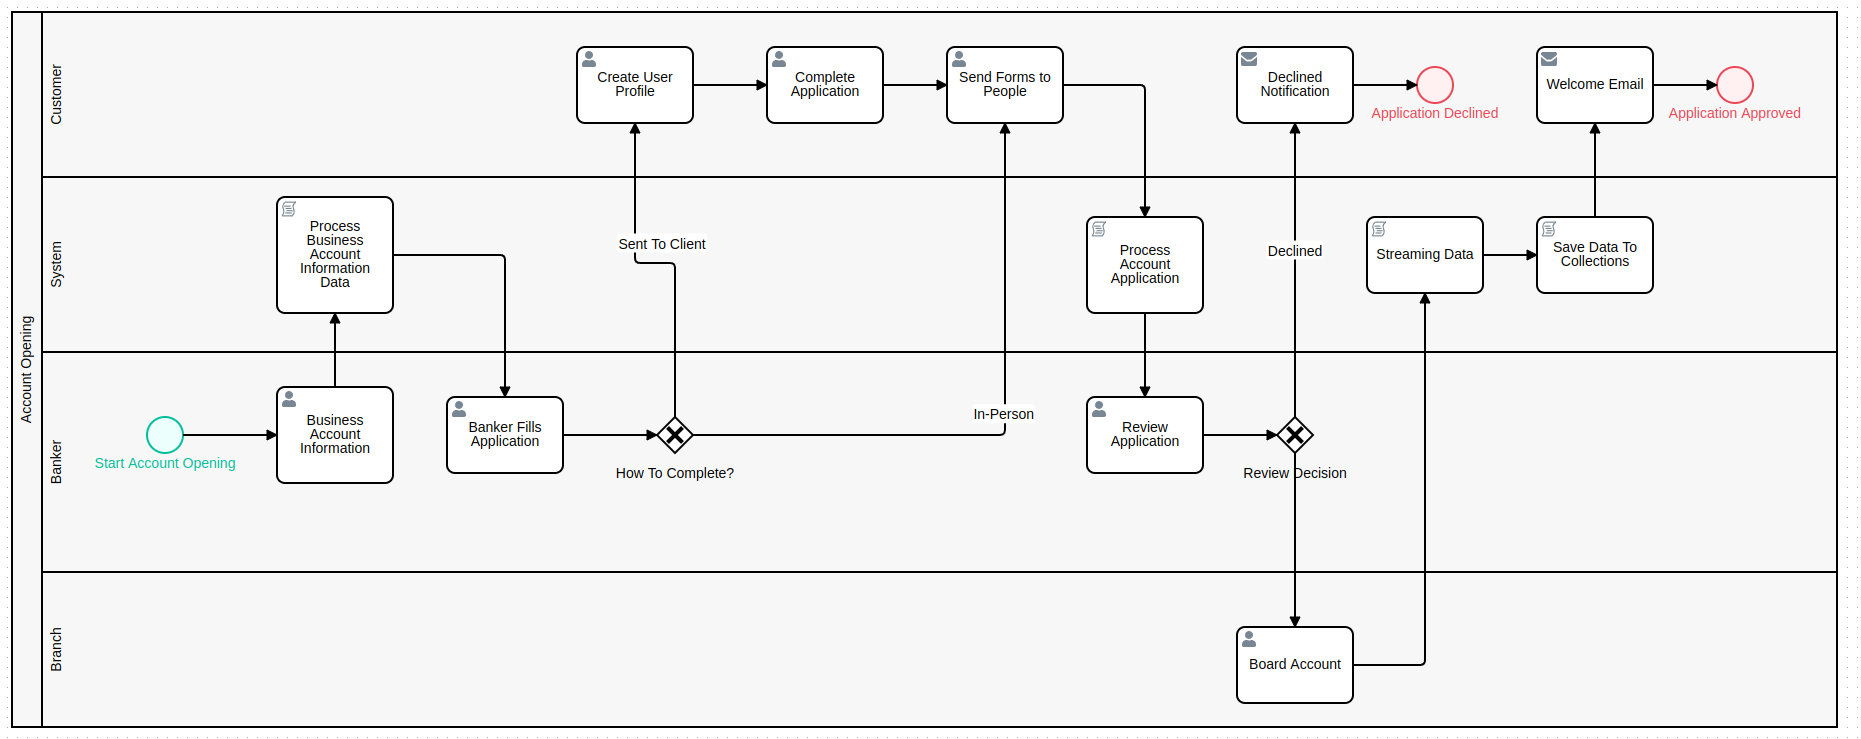 Account Opening
Customer
Create User
Profile
Complete
Application
Send Forms to
People
Declined
Notification
Application Declined
Welcome Email
Application Approved
System
Process
Business
Account
Information
Data
Sent To Client
Process
Account
Application
Declined
Streaming Data
Save Data To
Collections
Banker
Start Account Opening
Business
Account
Information
Banker Fills
Application
How To Complete?
In-Person
Review
Application
Review Decision
Branch
Board Account